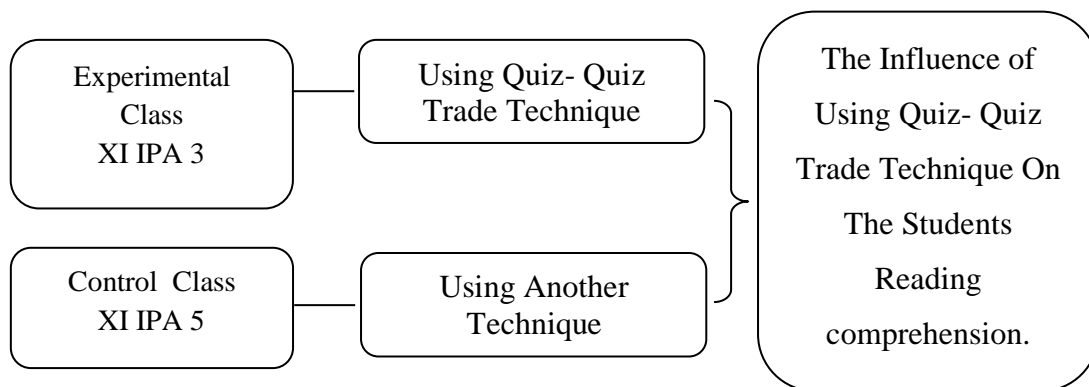 Experimental
Class
XI IPA 3
Using Quiz- Quiz
Trade Technique
Control Class
XI IPA 5
Using Another
Technique
The Influence of
Using Quiz- Quiz
Trade Technique On
The Students
Reading
comprehension.